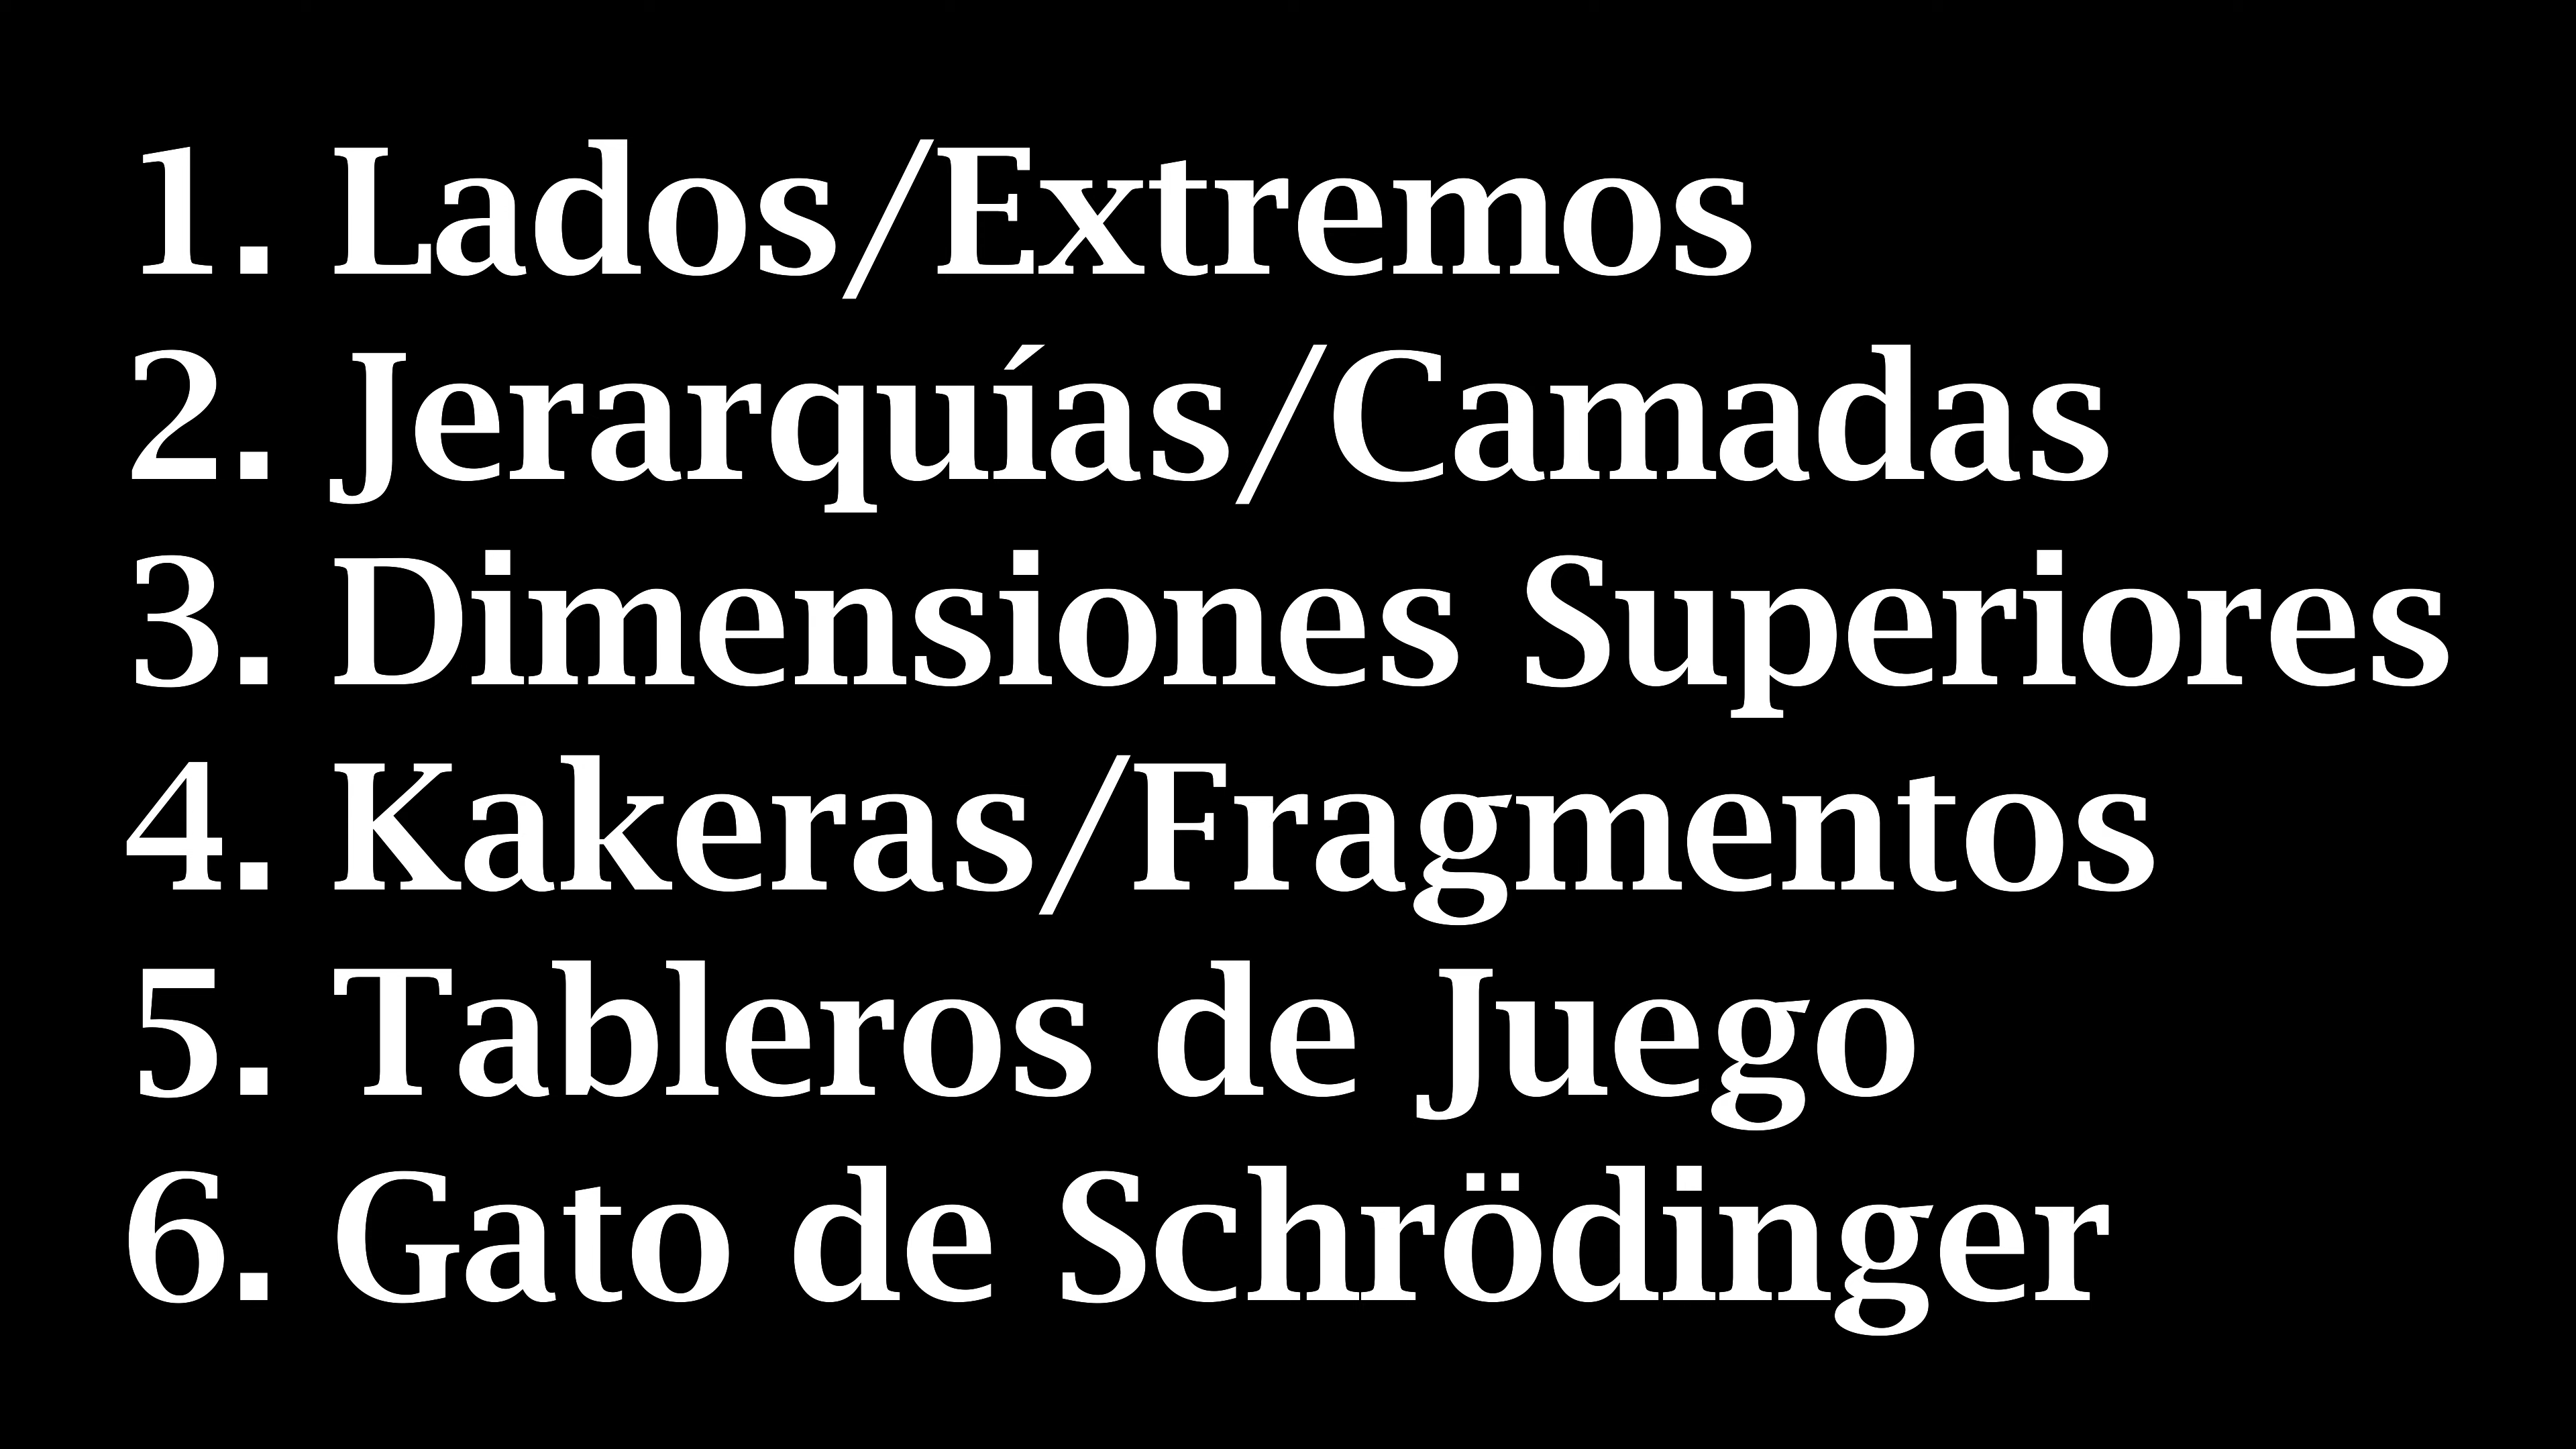 1. Lados/Extremos
2. Jerarquías/Camadas
3. Dimensiones Superiores
4. Kakeras/Fragmentos
5. Tableros de Juego
6. Gato de Schrödinger